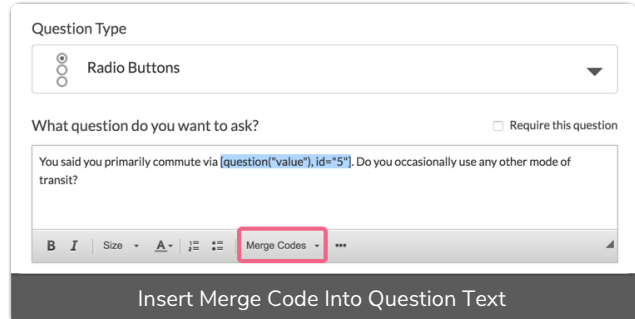 Question Type
Radio Buttons
What question do you want to ask?
Require this question
You said you primarily commute via [question("value"), id="5"]. Do you occasionally use any other mode of
transit?
B I Size A Merge Codes
Insert Merge Code Into Question Text